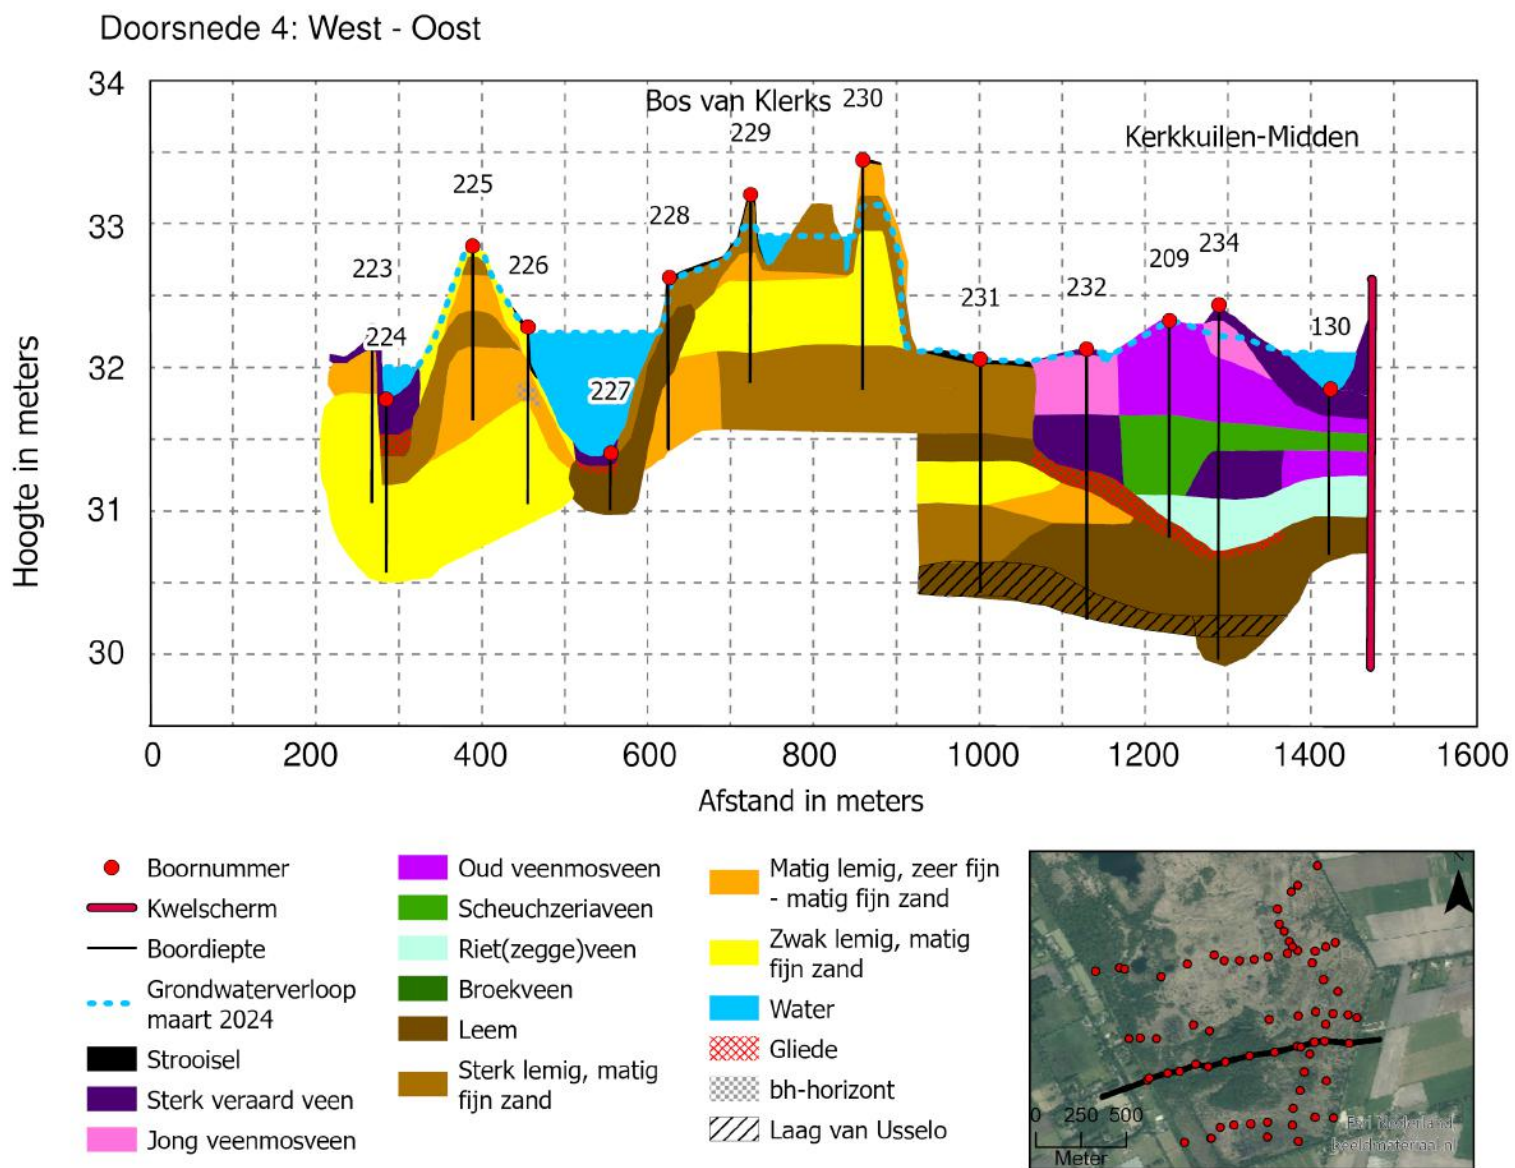 Doorsnede 4: West - Oost
Hoogte in meters
34
33
32
31
30
Bos van Klerks
Kerkkuilen-Midden
223
224
225
226
227
228
229
230
231
232
209
234
130
0 200 400 600 800 1000 1200 1400 1600
Afstand in meters
Boornummer
Kwelscherm
Boordiepte
Grondwaterverloop
maart 2024
Strooisel
Sterk veraard veen
Jong veenmosveen
Oud veenmosveen
Scheuchzeriaveen
Riet(zegge)veen
Broekveen
Leem
Sterk lemig, matig
fijn zand
Matig lemig, zeer fijn
- matig fijn zand
Zwak lemig, matig
fijn zand
Water
Gliede
bh-horizont
Laag van Usselo
0 250 500
Meter
Esri Nederland,
beeldmateriaal.nl